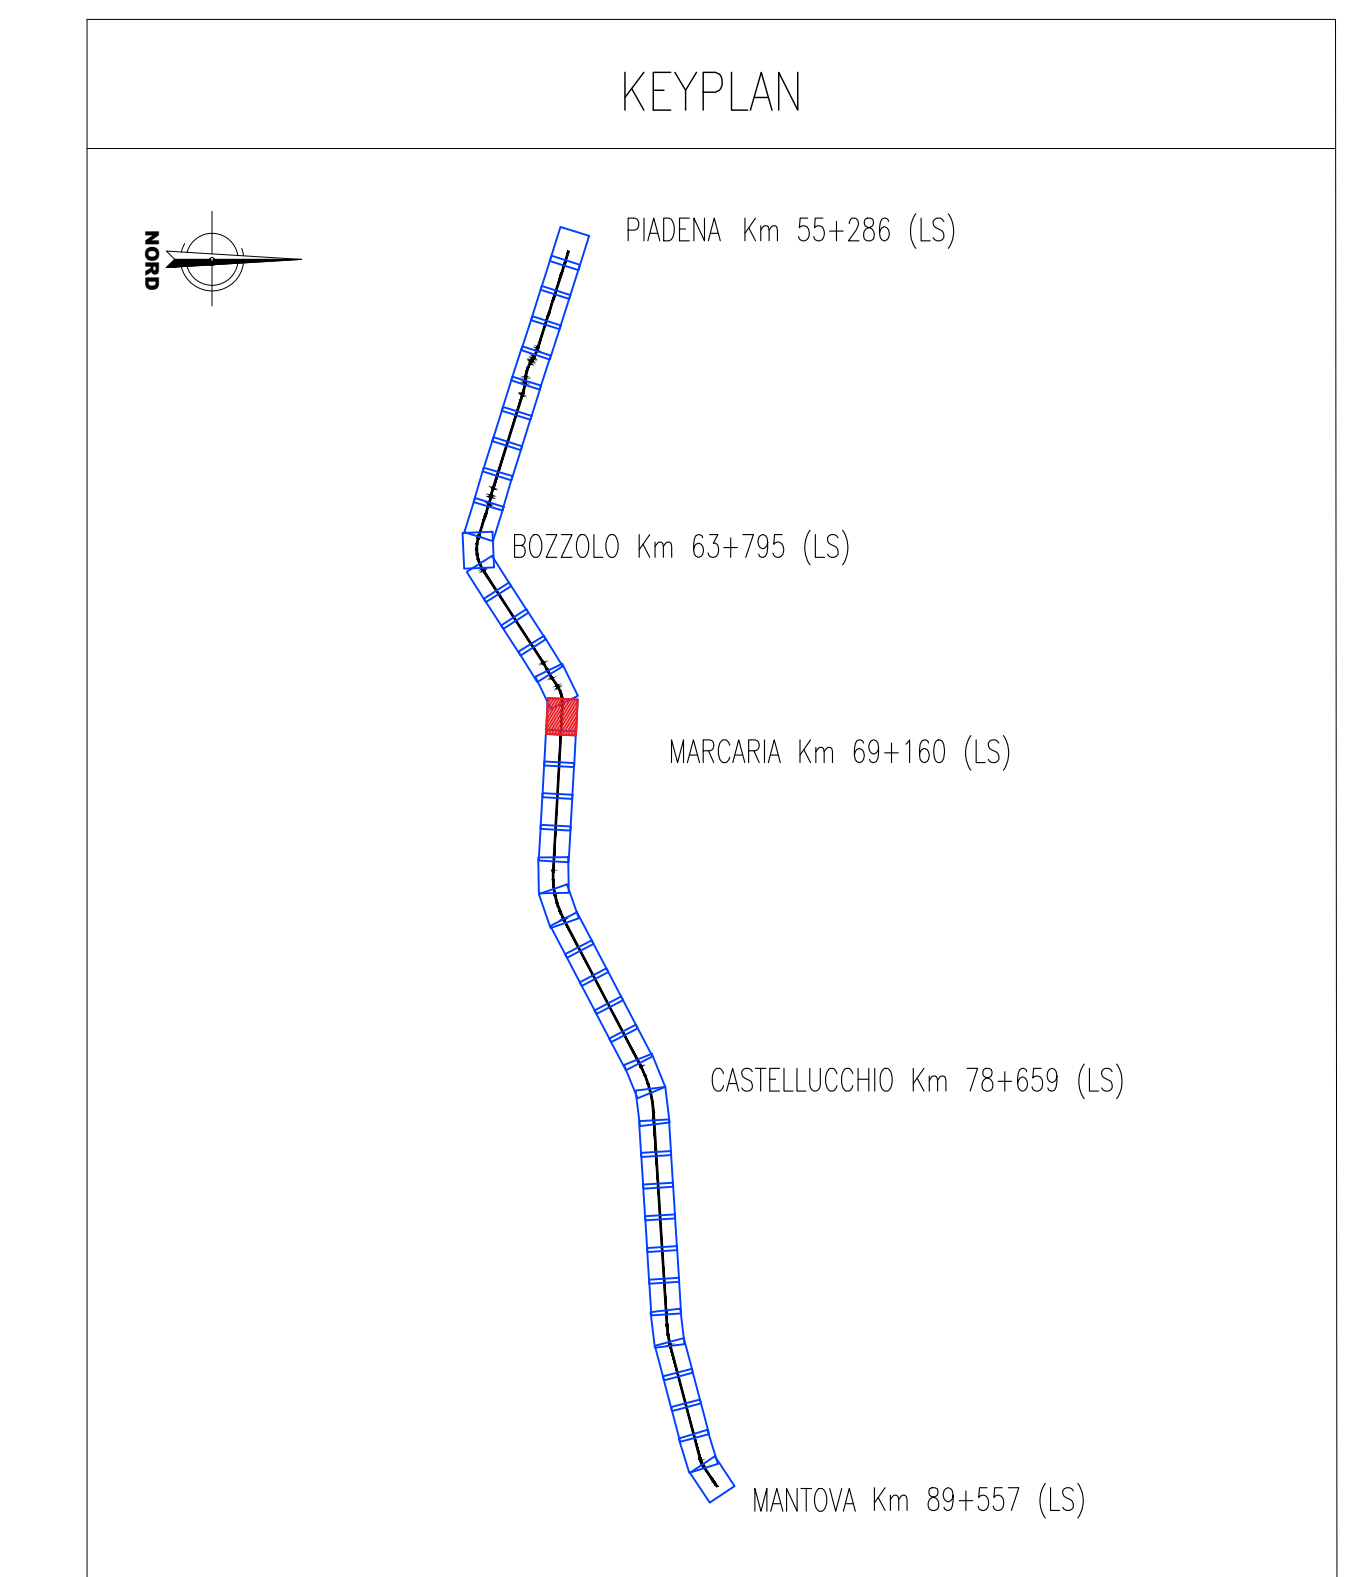 KEYPLAN
NORD
PIADENA Km 55+286 (LS)
BOZZOLO Km 63+795 (LS)
MARCARIA Km 69+160 (LS)
CASTELLUCCHIO Km 78+659 (LS)
MANTOVA Km 89+557 (LS)